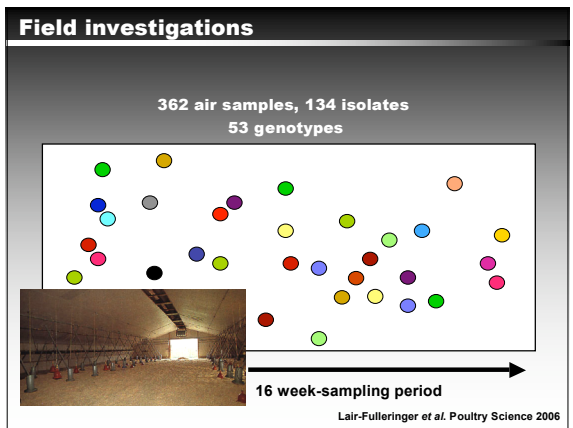 Field investigations
362 air samples, 134 isolates
53 genotypes
16 week-sampling period
Lair-Fulleringer et al. Poultry Science 2006